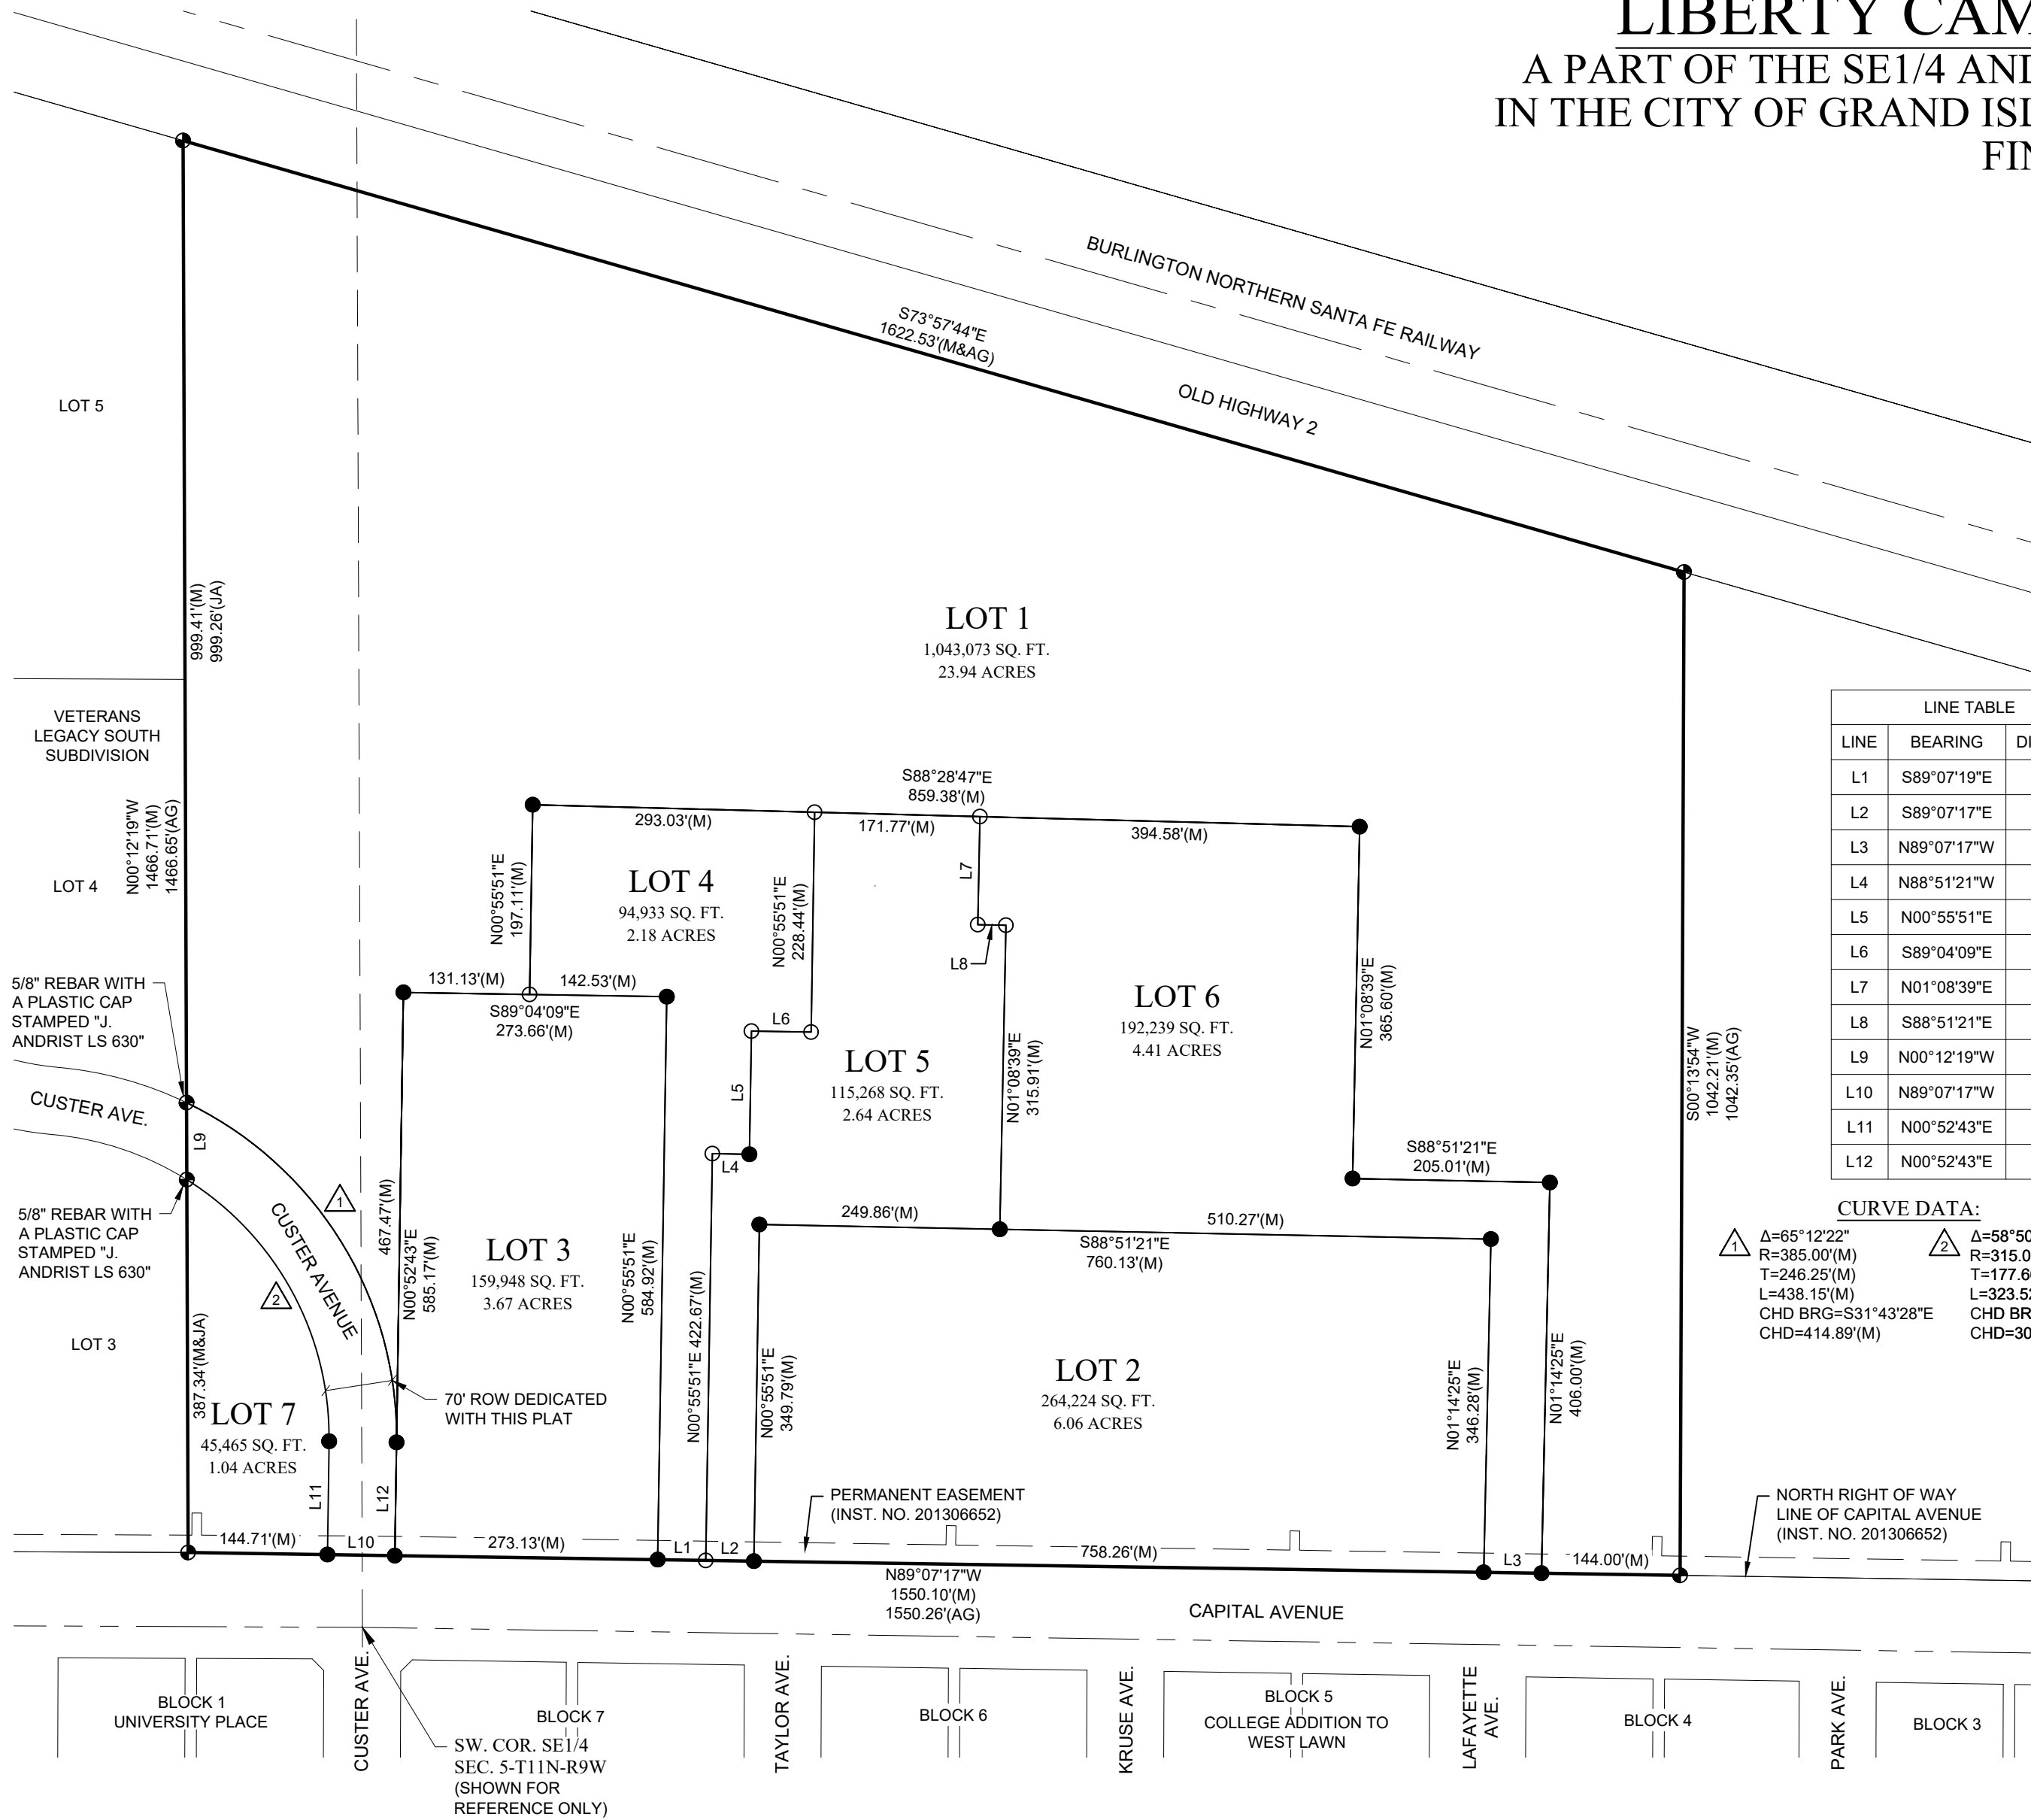 LIBERTY CAM
A PART OF THE SE1/4 AND
IN THE CITY OF GRAND ISL
FIN
BURLINGTON NORTHERN SANTA FE RAILWAY
S73°57'44"E
1622.53'(M&AG)
OLD HIGHWAY 2
LOT 5
999.41'(M)
999.26'(JA)
LOT 1
1,043,073 SQ. FT.
23.94 ACRES
VETERANS
LEGACY SOUTH
SUBDIVISION
N00°12'19"W
1466.71'(M)
1466.65'(AG)
LOT 4
S88°28'47"E
859.38'(M)
293.03'(M)
171.77'(M)
394.58'(M)
N00°55'51"E
197.11'(M)
LOT 4
94,933 SQ. FT.
2.18 ACRES
N00°55'51"E
228.44'(M)
L7
L8
131.13'(M)
142.53'(M)
S89°04'09"E
273.66'(M)
L6
LOT 6
192,239 SQ. FT.
4.41 ACRES
N01°08'39"E
365.60'(M)
N01°08'39"E
315.91'(M)
LOT 5
115,268 SQ. FT.
2.64 ACRES
L5
L4
S00°13'54"W
1042.21'(M)
1042.35'(AG)
5/8" REBAR WITH
A PLASTIC CAP
STAMPED "J.
ANDRIST LS 630"
CUSTER AVE.
L9
5/8" REBAR WITH
A PLASTIC CAP
STAMPED "J.
ANDRIST LS 630"
LOT 3
1
2
CUSTER AVENUE
467.47'(M)
N00°52'43"E
585.17'(M)
LOT 3
159,948 SQ. FT.
3.67 ACRES
N00°55'51"E
584.92'(M)
N00°55'51"E 422.67'(M)
249.86'(M)
510.27'(M)
S88°51'21"E
760.13'(M)
S88°51'21"E
205.01'(M)
N00°55'51"E
349.79'(M)
LOT 2
264,224 SQ. FT.
6.06 ACRES
N01°14'25"E
346.28'(M)
N01°14'25"E
406.00'(M)
387.34'(M&JA)
LOT 7
45,465 SQ. FT.
1.04 ACRES
70' ROW DEDICATED
WITH THIS PLAT
L11
L12
PERMANENT EASEMENT
(INST. NO. 201306652)
NORTH RIGHT OF WAY
LINE OF CAPITAL AVENUE
(INST. NO. 201306652)
144.71'(M)
L10
273.13'(M)
L1
L2
758.26'(M)
L3
144.00'(M)
N89°07'17"W
1550.10'(M)
1550.26'(AG)
CAPITAL AVENUE
BLOCK 1
UNIVERSITY PLACE
CUSTER AVE.
BLOCK 7
TAYLOR AVE.
BLOCK 6
KRUSE AVE.
BLOCK 5
COLLEGE ADDITION TO
WEST LAWN
LAFAYETTE
AVE.
BLOCK 4
PARK AVE.
BLOCK 3
SW. COR. SE1/4
SEC. 5-T11N-R9W
(SHOWN FOR
REFERENCE ONLY)
LINE TABLE
LINE BEARING DI
L1 S89°07'19"E
L2 S89°07'17"E
L3 N89°07'17"W
L4 N88°51'21"W
L5 N00°55'51"E
L6 S89°04'09"E
L7 N01°08'39"E
L8 S88°51'21"E
L9 N00°12'19"W
L10 N89°07'17"W
L11 N00°52'43"E
L12 N00°52'43"E
CURVE DATA:
1
Δ=65°12'22"
R=385.00'(M)
T=246.25'(M)
L=438.15'(M)
CHD BRG=S31°43'28"E
CHD=414.89'(M)
2
Δ=58°50
R=315.0
T=177.6
L=323.52
CHD BR
CHD=30